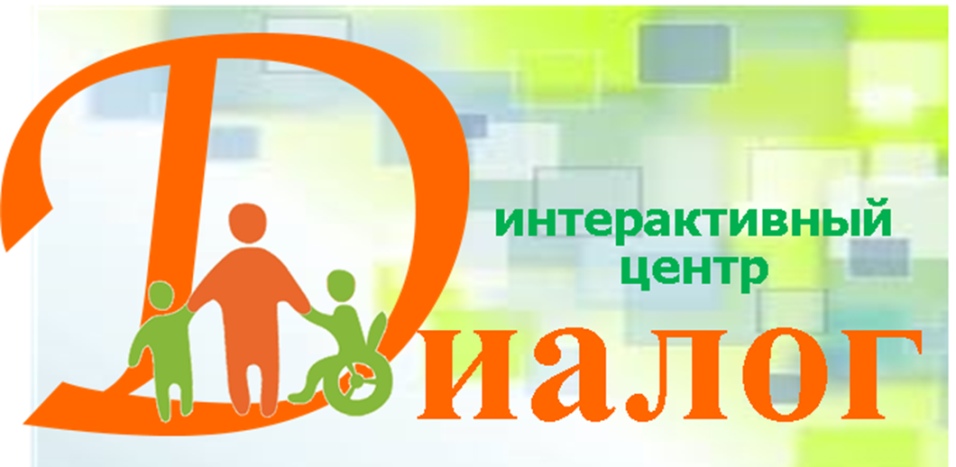 интерактивный
центр
Диалог